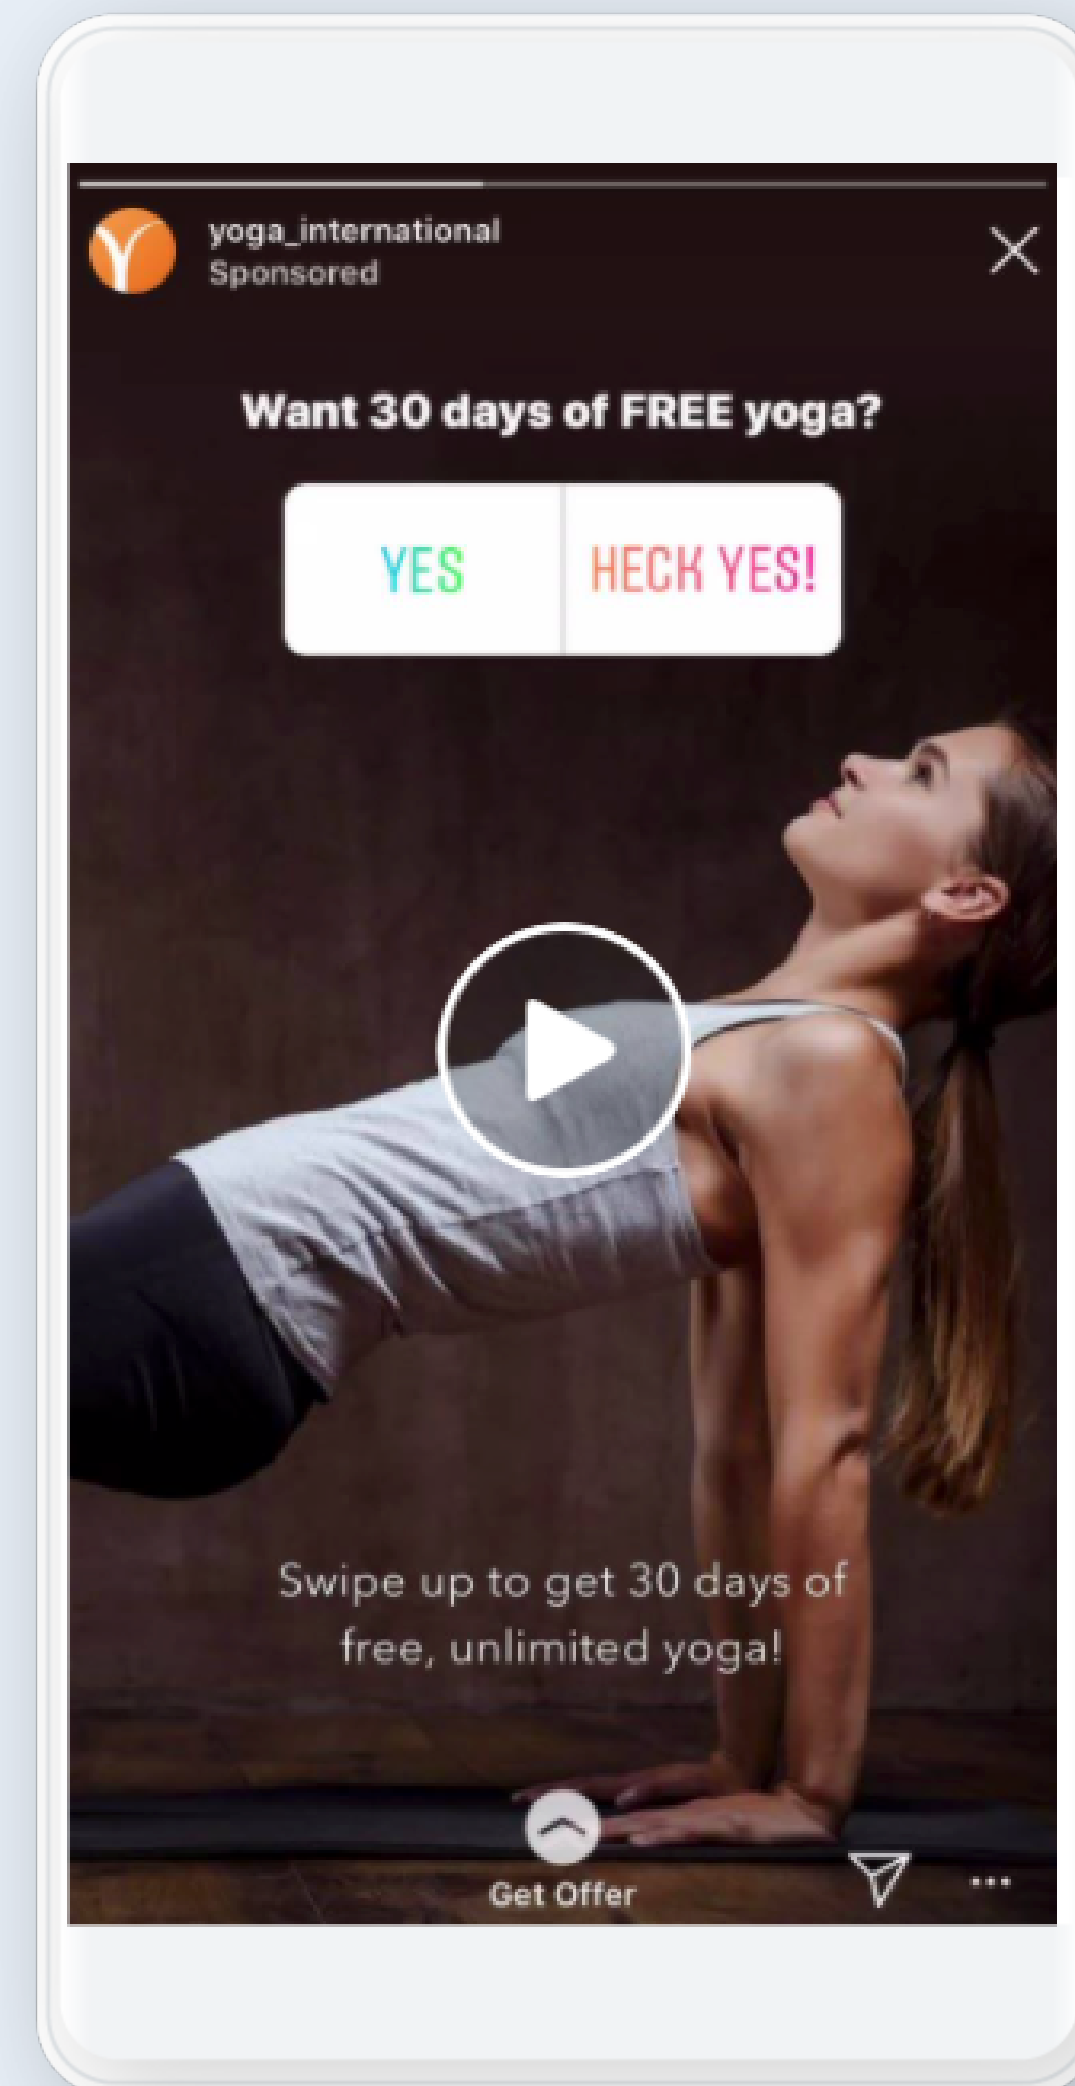 yoga_international
Sponsored
Want 30 days of FREE yoga?
YES
HECK YES!
Swipe up to get 30 days of
free, unlimited yoga!
Get Offer